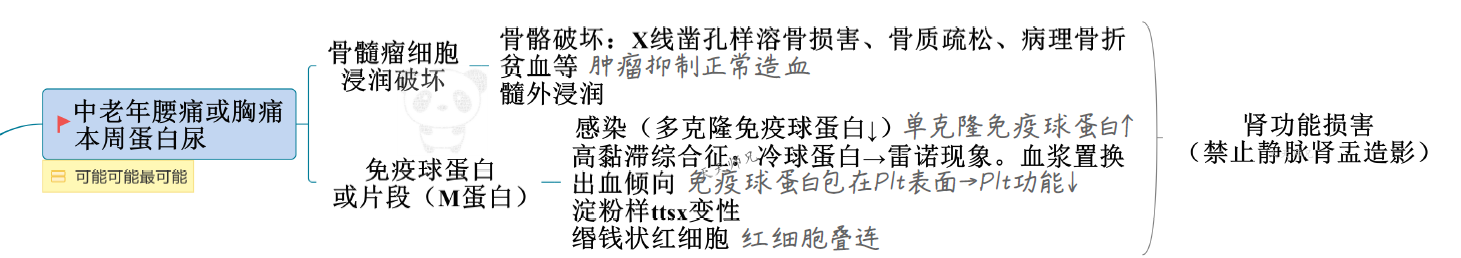 中老年腰痛或胸痛
本周蛋白尿
可能可能最可能
骨髓瘤细胞
浸润破坏
骨骼破坏：X线凿孔样溶骨损害、骨质疏松、病理骨折
贫血等 肿瘤抑制正常造血
髓外浸润
免疫球蛋白
或片段（M蛋白）
感染（多克隆免疫球蛋白↓）单克隆免疫球蛋白↑
高黏滞综合征：冷球蛋白→雷诺现象。血浆置换
出血倾向 免疫球蛋白包在Plt表面→Plt功能↓
淀粉样ttsx变性
缗钱状红细胞 红细胞叠连
肾功能损害
（禁止静脉肾盂造影）